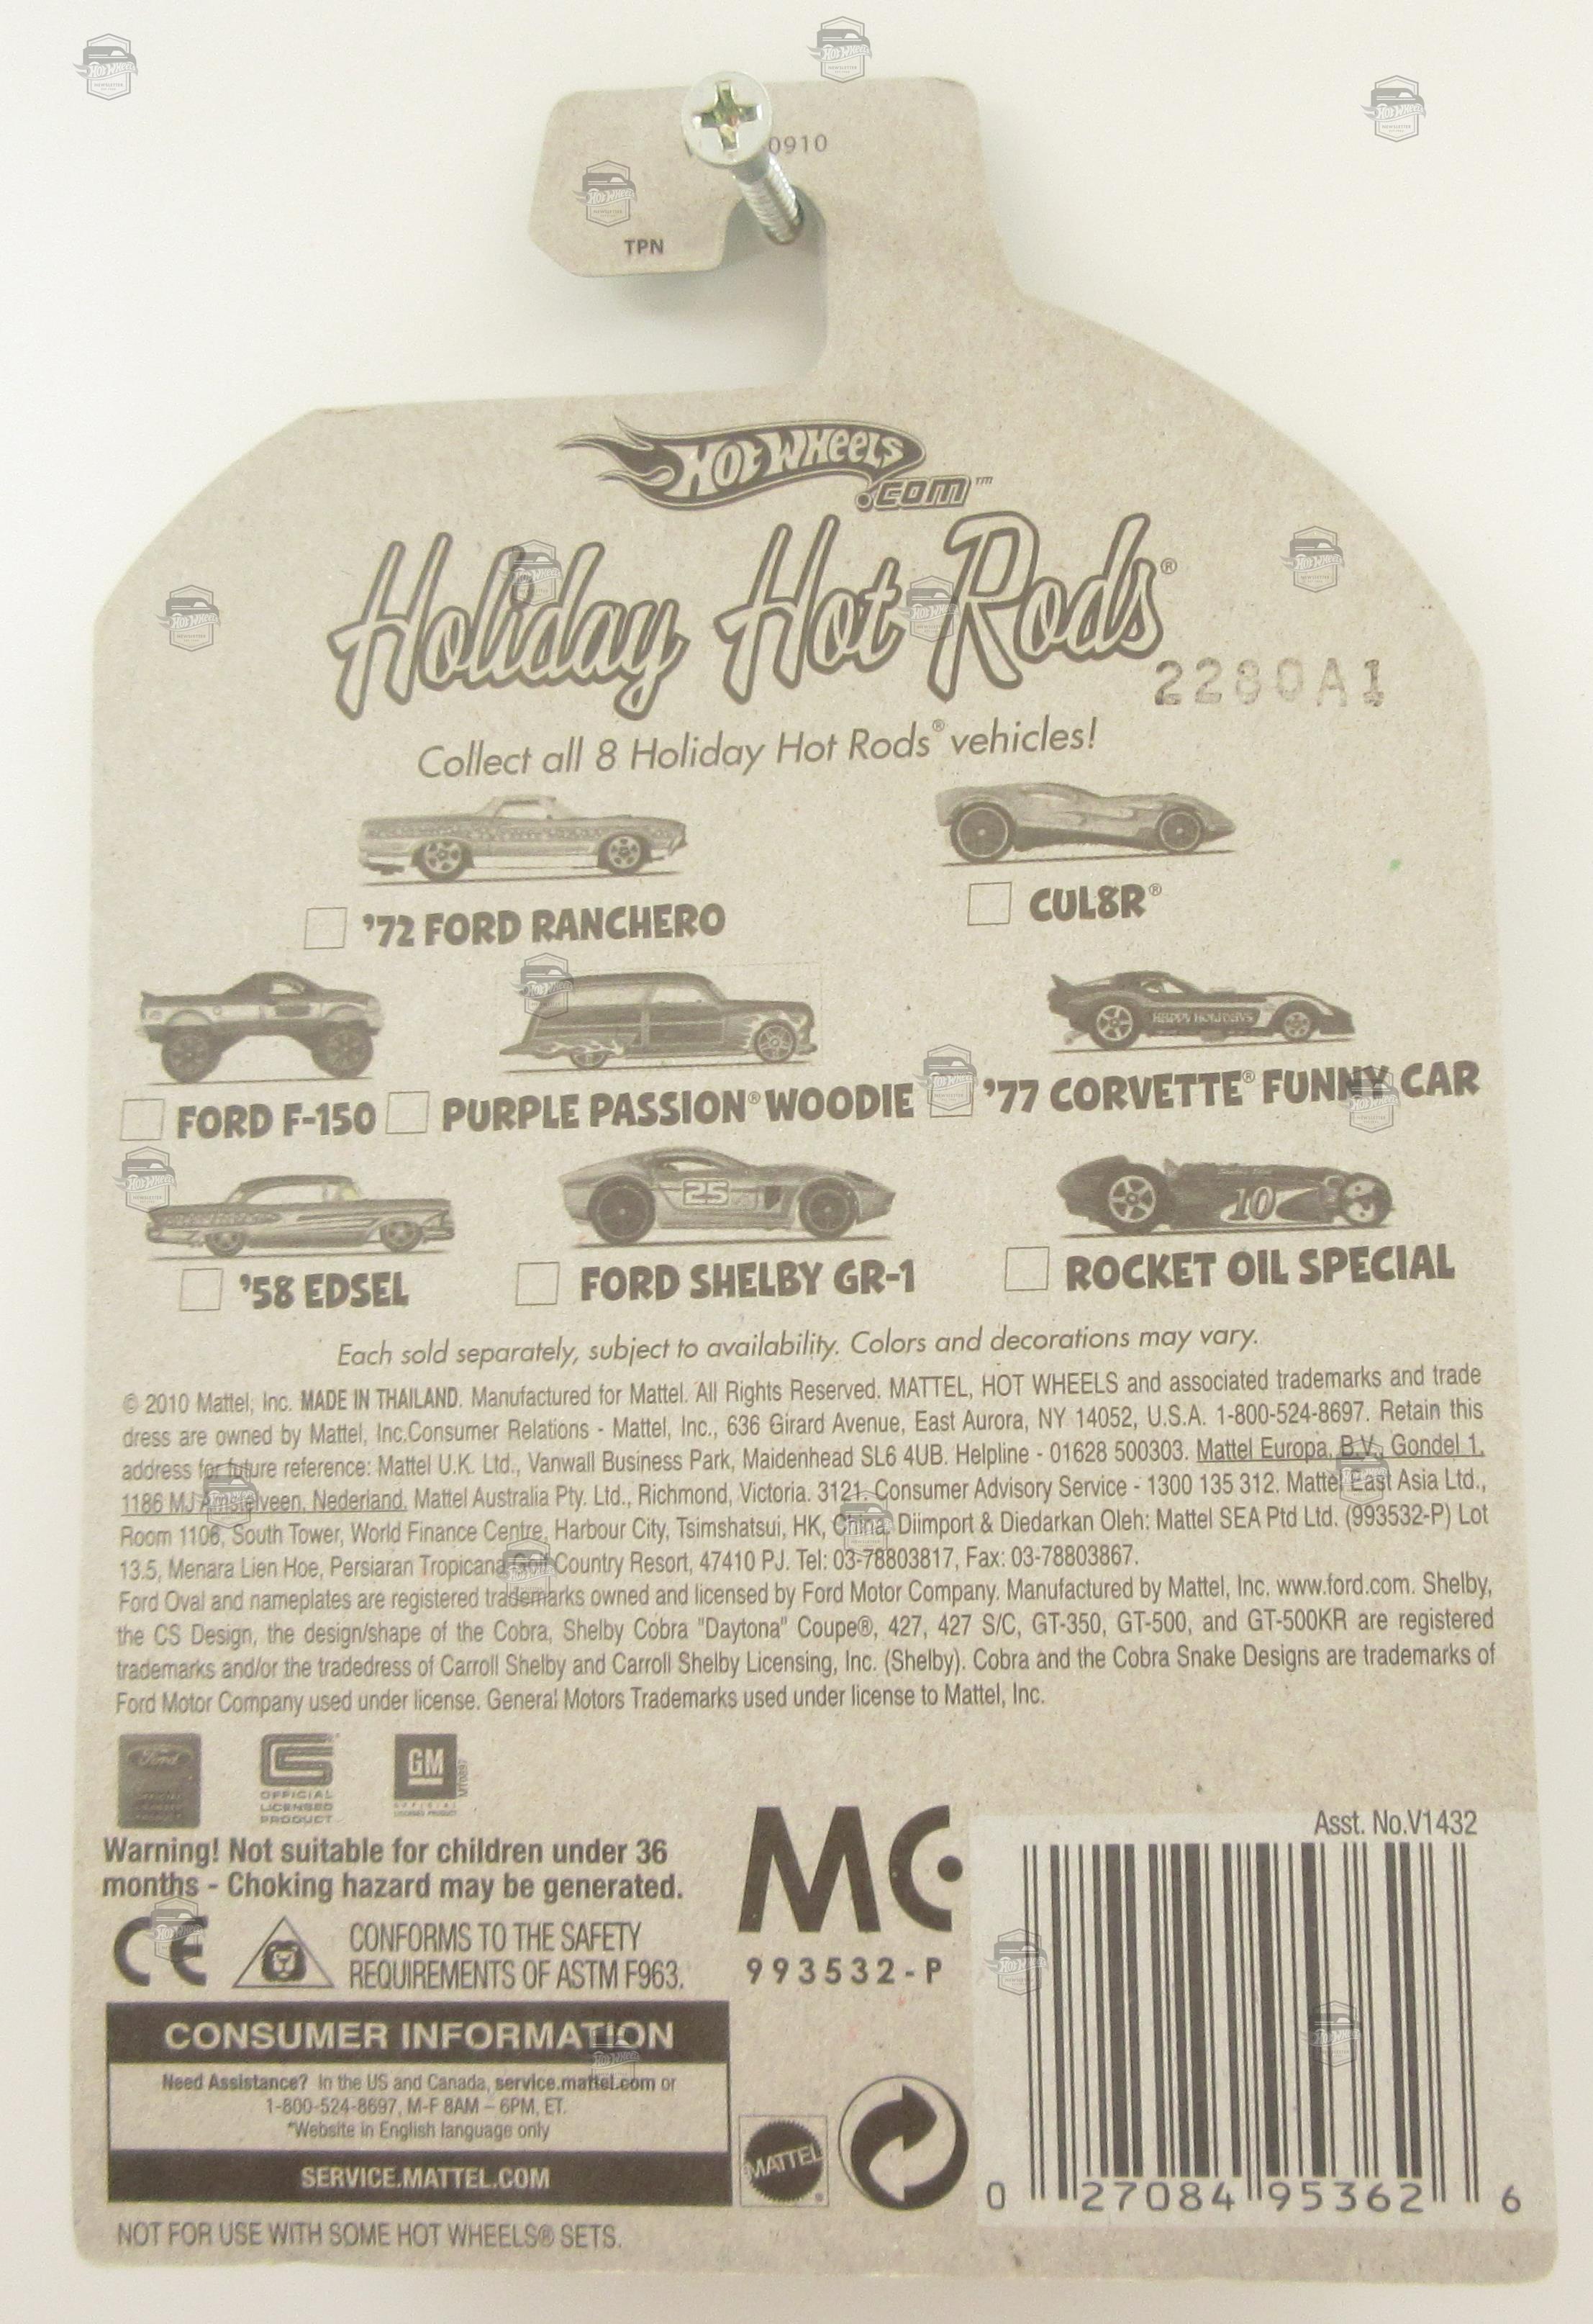 0910
TPN
HOT WHEELS
.COM™
Holiday Hot Rods®
2280A1
Collect all 8 Holiday Hot Rods® vehicles!
'72 FORD RANCHERO
CUL8R®
HAPPY HOLIDAYS
FORD F-150
PURPLE PASSION® WOODIE
'77 CORVETTE® FUNNY CAR
25
10
'58 EDSEL
FORD SHELBY GR-1
ROCKET OIL SPECIAL
Each sold separately, subject to availability. Colors and decorations may vary.
© 2010 Mattel, Inc. MADE IN THAILAND. Manufactured for Mattel. All Rights Reserved. MATTEL, HOT WHEELS and associated trademarks and trade
dress are owned by Mattel, Inc.Consumer Relations - Mattel, Inc., 636 Girard Avenue, East Aurora, NY 14052, U.S.A. 1-800-524-8697. Retain this
address for future reference: Mattel U.K. Ltd., Vanwall Business Park, Maidenhead SL6 4UB. Helpline - 01628 500303. Mattel Europa, B.V., Gondel 1,
1186 MJ Amstelveen, Nederland. Mattel Australia Pty. Ltd., Richmond, Victoria. 3121. Consumer Advisory Service - 1300 135 312. Mattel East Asia Ltd.,
Room 1106, South Tower, World Finance Centre, Harbour City, Tsimshatsui, HK, China. Diimport & Diedarkan Oleh: Mattel SEA Ptd Ltd. (993532-P) Lot
13.5, Menara Lien Hoe, Persiaran Tropicana Golf Country Resort, 47410 PJ. Tel: 03-78803817, Fax: 03-78803867.
Ford Oval and nameplates are registered trademarks owned and licensed by Ford Motor Company. Manufactured by Mattel, Inc. www.ford.com. Shelby,
the CS Design, the design/shape of the Cobra, Shelby Cobra "Daytona" Coupe®, 427, 427 S/C, GT-350, GT-500, and GT-500KR are registered
trademarks and/or the tradedress of Carroll Shelby and Carroll Shelby Licensing, Inc. (Shelby). Cobra and the Cobra Snake Designs are trademarks of
Ford Motor Company used under license. General Motors Trademarks used under license to Mattel, Inc.
Ford
OFFICIAL
LICENSED
PRODUCT
GM
OFFICIAL
LICENSED PRODUCT
Warning! Not suitable for children under 36
months - Choking hazard may be generated.
CE
CONFORMS TO THE SAFETY
REQUIREMENTS OF ASTM F963.
MC
993532-P
CONSUMER INFORMATION
Need Assistance? In the US and Canada, service.mattel.com or
1-800-524-8697, M-F 8AM – 6PM, ET.
*Website in English language only
SERVICE.MATTEL.COM
MATTEL®
NOT FOR USE WITH SOME HOT WHEELS® SETS.
Asst. No.V1432
0 27084 95362 6